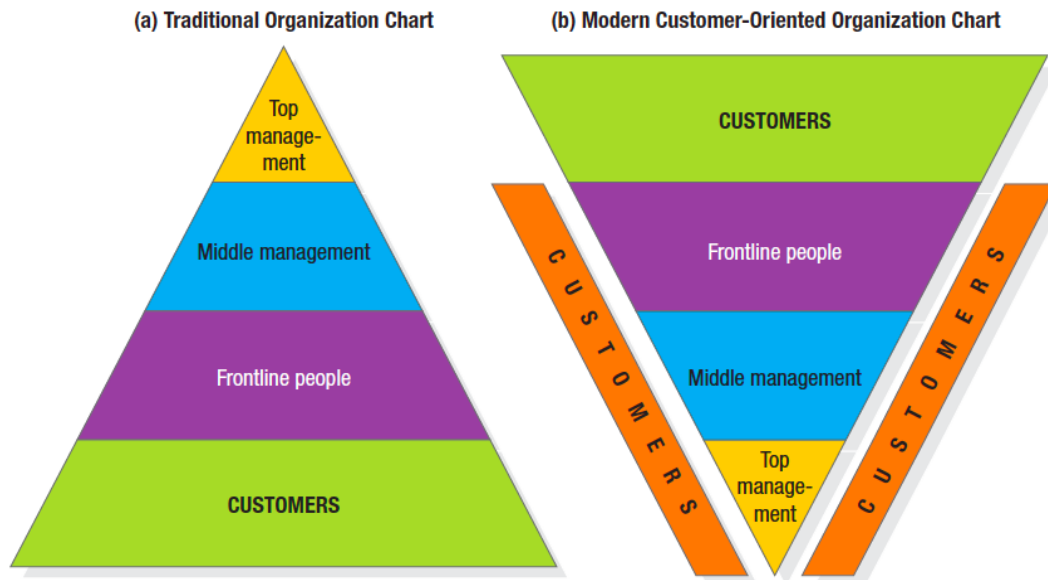 (a) Traditional Organization Chart
Top
manage-
ment
Middle management
Frontline people
CUSTOMERS
(b) Modern Customer-Oriented Organization Chart
CUSTOMERS
Frontline people
Middle management
Top
manage-
ment
CUSTOMERS
CUSTOMERS